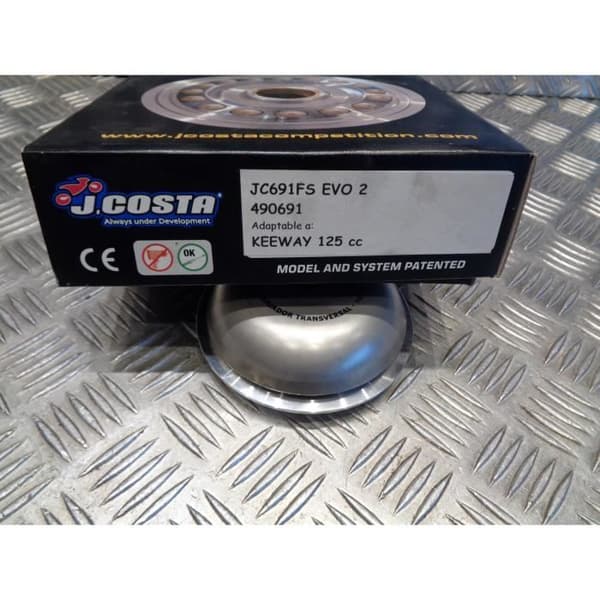 www.jcostacompetition.com
J.COSTA
Always under Development
JC691FS EVO 2
490691
Adaptable a:
KEEWAY 125 cc
CE
OK
MODEL AND SYSTEM PATENTED
TRANSVERSAL